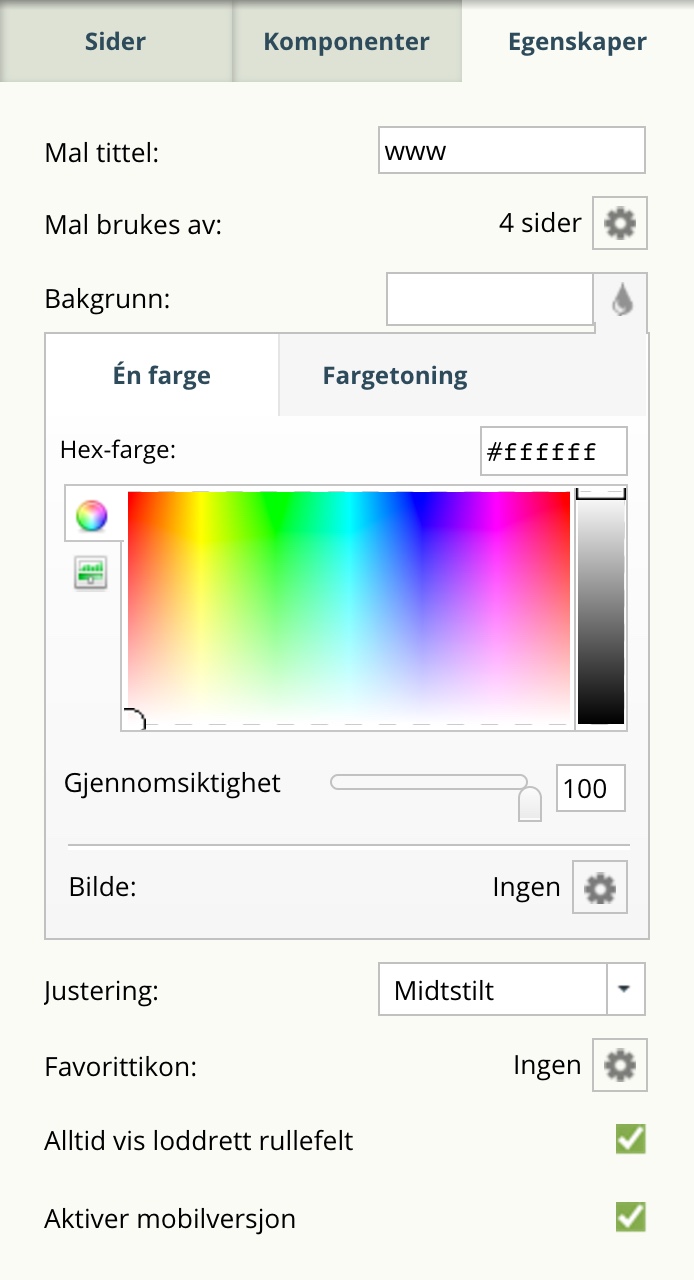 Sider Komponenter Egenskaper
Mal tittel: www
Mal brukes av: 4 sider
Bakgrunn:
Én farge Fargetoning
Hex-farge: #ffffff
Gjennomsiktighet 100
Bilde: Ingen
Justering: Midtstilt
Favorittikon: Ingen
Alltid vis loddrett rullefelt
Aktiver mobilversjon